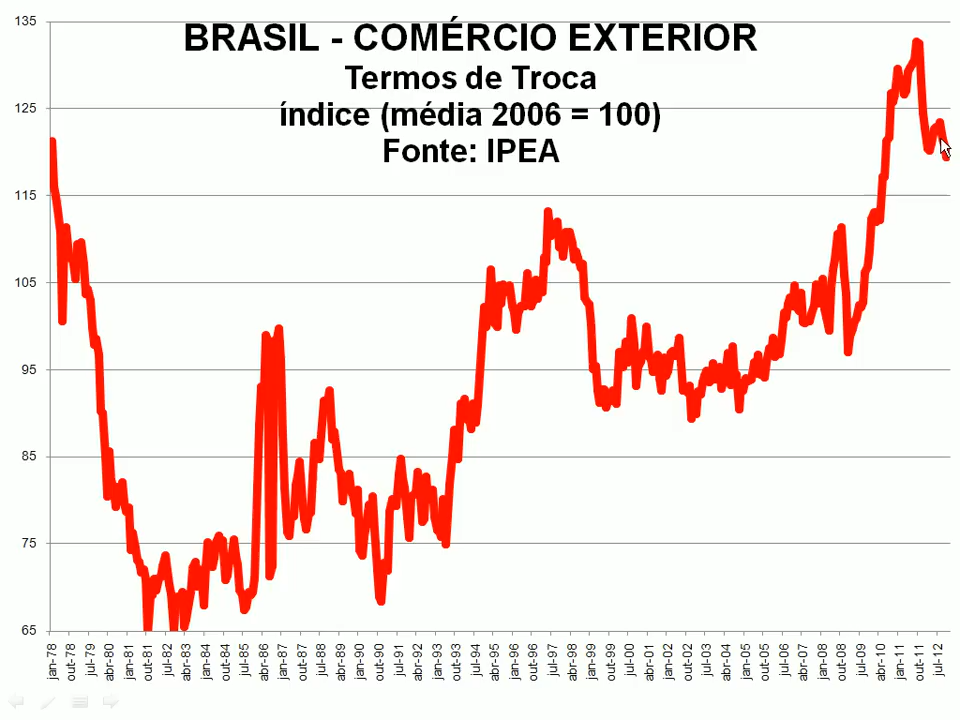 BRASIL - COMÉRCIO EXTERIOR
Termos de Troca
índice (média 2006 = 100)
Fonte: IPEA
135
125
115
105
95
85
75
65
jan-78
out-78
jul-79
abr-80
jan-81
out-81
jul-82
abr-83
jan-84
out-84
jul-85
abr-86
jan-87
out-87
jul-88
abr-89
jan-90
out-90
jul-91
abr-92
jan-93
out-93
jul-94
abr-95
jan-96
out-96
jul-97
abr-98
jan-99
out-99
jul-00
abr-01
jan-02
out-02
jul-03
abr-04
jan-05
out-05
jul-06
abr-07
jan-08
out-08
jul-09
abr-10
jan-11
out-11
jul-12